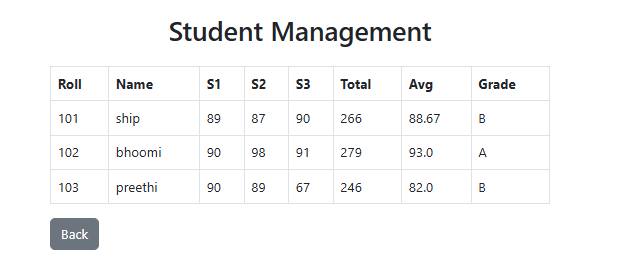 Student Management
Roll Name S1 S2 S3 Total Avg Grade
101 ship 89 87 90 266 88.67 B
102 bhoomi 90 98 91 279 93.0 A
103 preethi 90 89 67 246 82.0 B
Back